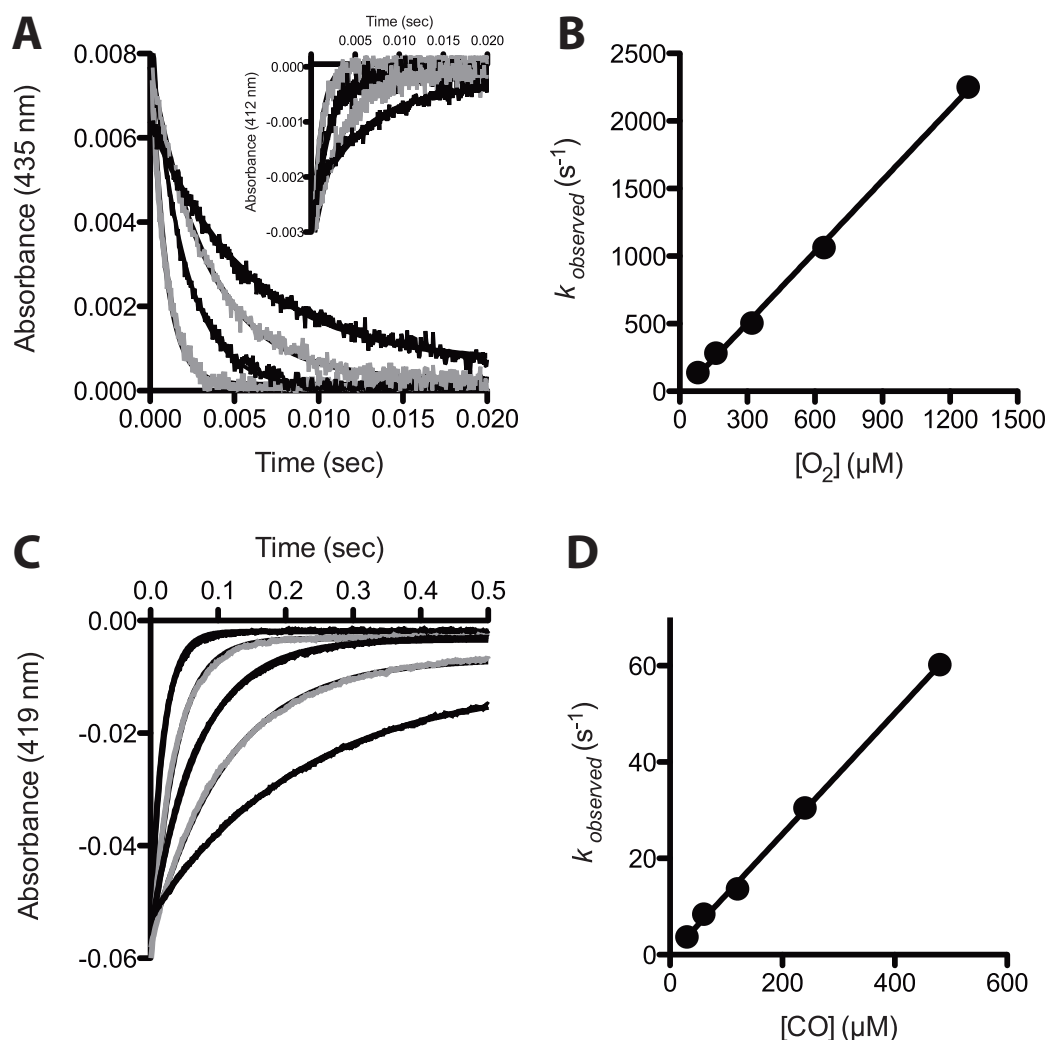 A
Absorbance (435 nm)
0.008
0.006
0.004
0.002
0.000
0.000 0.005 0.010 0.015 0.020
Time (sec)
Time (sec)
0.005 0.010 0.015 0.020
Absorbance (412 nm)
0.000
-0.001
-0.002
-0.003
B
k observed (s-1)
2500
2000
1500
1000
500
0
0 300 600 900 1200 1500
[O2] (µM)
C
Time (sec)
0.0 0.1 0.2 0.3 0.4 0.5
Absorbance (419 nm)
0.00
-0.02
-0.04
-0.06
D
k observed (s-1)
60
40
20
0
0 200 400 600
[CO] (µM)